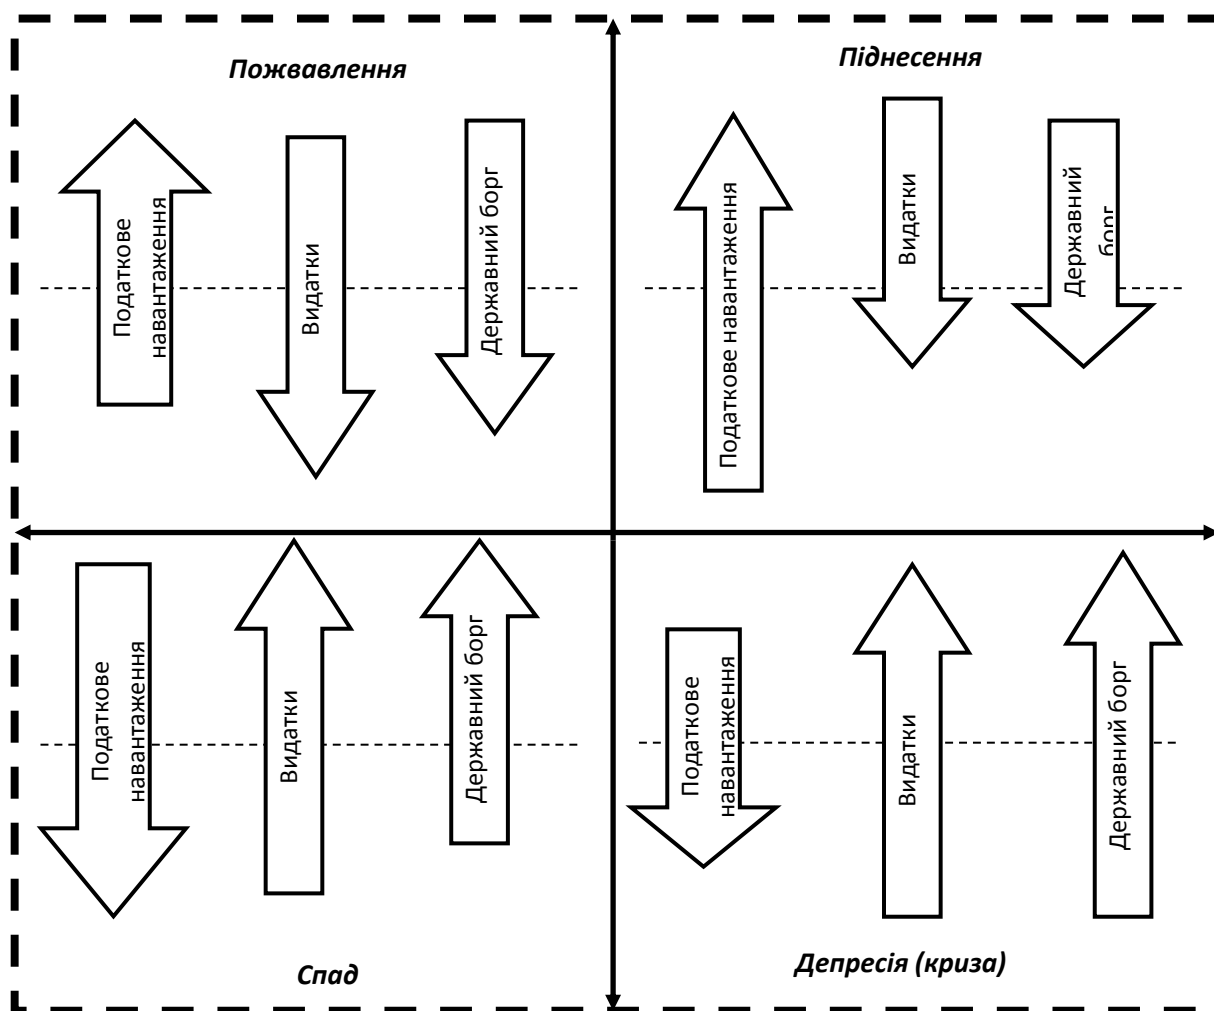 Пожвавлення
Податкове
навантаження
Видатки
Державний борг
Піднесення
Податкове навантаження
Видатки
Державний
борг
Податкове
навантаження
Видатки
Державний борг
Спад
Податкове
навантаження
Видатки
Державний борг
Депресія (криза)